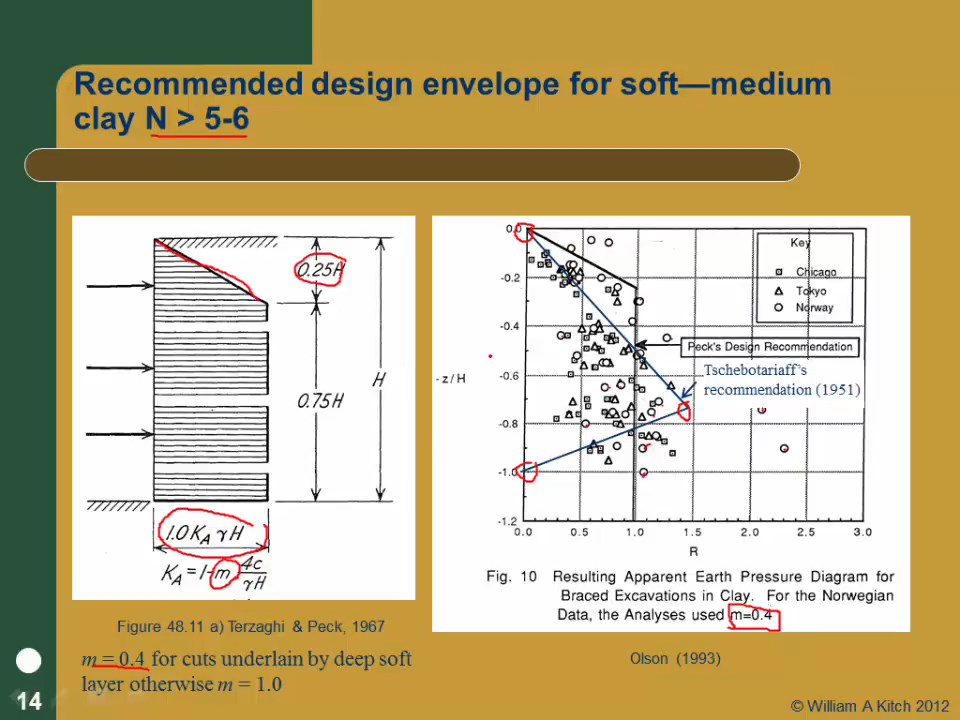 Recommended design envelope for soft—medium
clay N > 5-6
0.25H
0.75H
H
1.0 K_A γ H
K_A = 1 - m 4c/γH
Figure 48.11 a) Terzaghi & Peck, 1967
m = 0.4 for cuts underlain by deep soft
layer otherwise m = 1.0
0.0
-0.2
-0.4
-0.6
-0.8
-1.0
-1.2
- z / H
Key
Chicago
Tokyo
Norway
Peck's Design Recommendation
Tschebotariaff's
recommendation (1951)
0.0 0.5 1.0 1.5 2.0 2.5 3.0
R
Fig. 10 Resulting Apparent Earth Pressure Diagram for
Braced Excavations in Clay. For the Norwegian
Data, the Analyses used m=0.4
Olson (1993)
14
© William A Kitch 2012